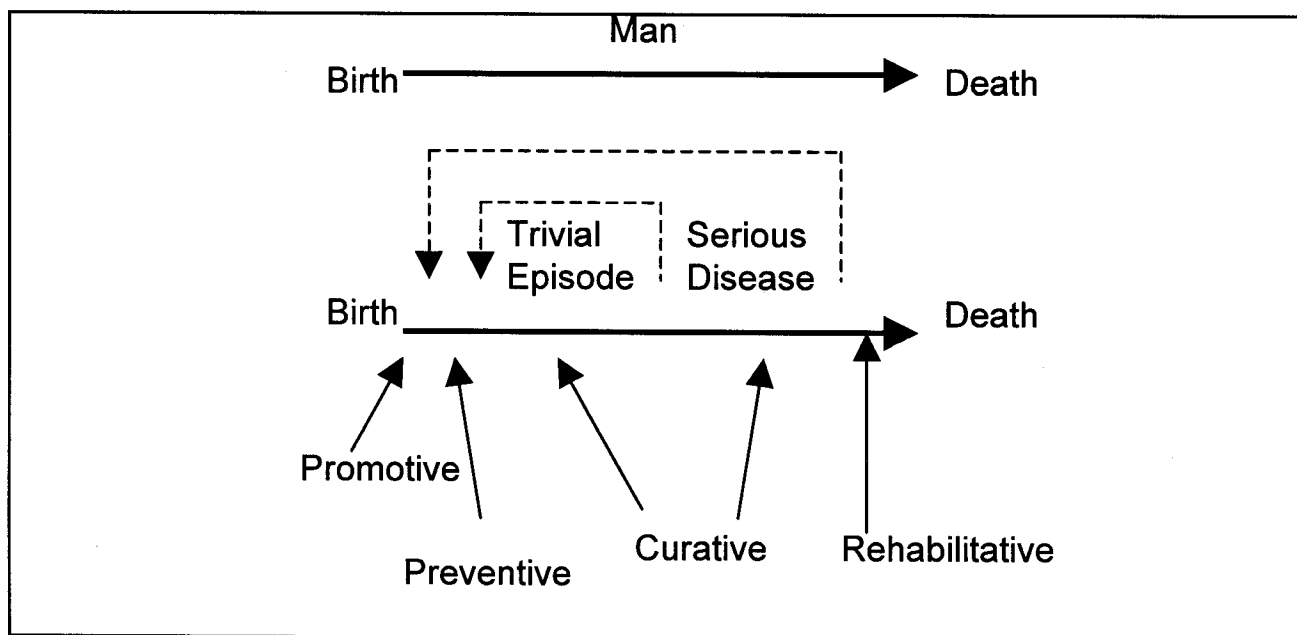 Man
Birth
Death
Trivial
Episode
Serious
Disease
Birth
Death
Promotive
Preventive
Curative
Rehabilitative